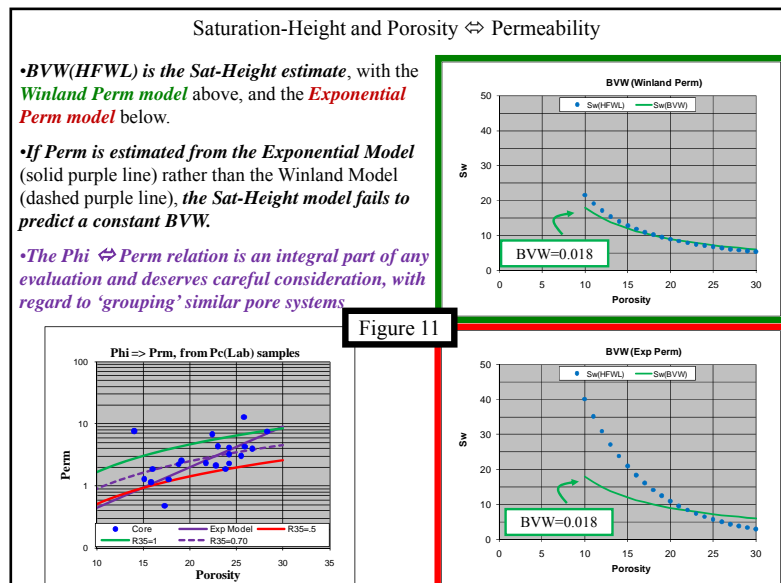 Saturation-Height and Porosity ⇔ Permeability
•BVW(HFWL) is the Sat-Height estimate, with the
Winland Perm model above, and the Exponential
Perm model below.
•If Perm is estimated from the Exponential Model
(solid purple line) rather than the Winland Model
(dashed purple line), the Sat-Height model fails to
predict a constant BVW.
•The Phi ⇔ Perm relation is an integral part of any
evaluation and deserves careful consideration, with
regard to ‘grouping’ similar pore systems
Figure 11
BVW (Winland Perm)
Sw(HFWL) Sw(BVW)
50
40
30
20
10
0
Sw
BVW=0.018
0 5 10 15 20 25 30
Porosity
Phi => Prm, from Pc(Lab) samples
100
10
1
0
Perm
Core Exp Model R35=.5
R35=1 R35=0.70
10 15 20 25 30 35
Porosity
BVW (Exp Perm)
Sw(HFWL) Sw(BVW)
50
40
30
20
10
0
Sw
BVW=0.018
0 5 10 15 20 25 30
Porosity